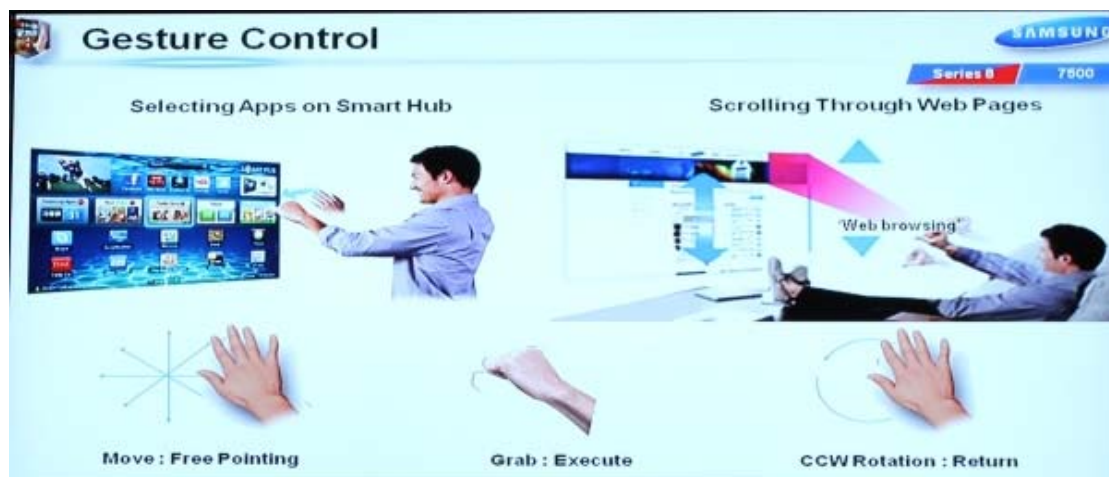 Gesture Control
SAMSUNG
Series 8
7500
Selecting Apps on Smart Hub
Scrolling Through Web Pages
'Web browsing'
Move : Free Pointing
Grab : Execute
CCW Rotation : Return